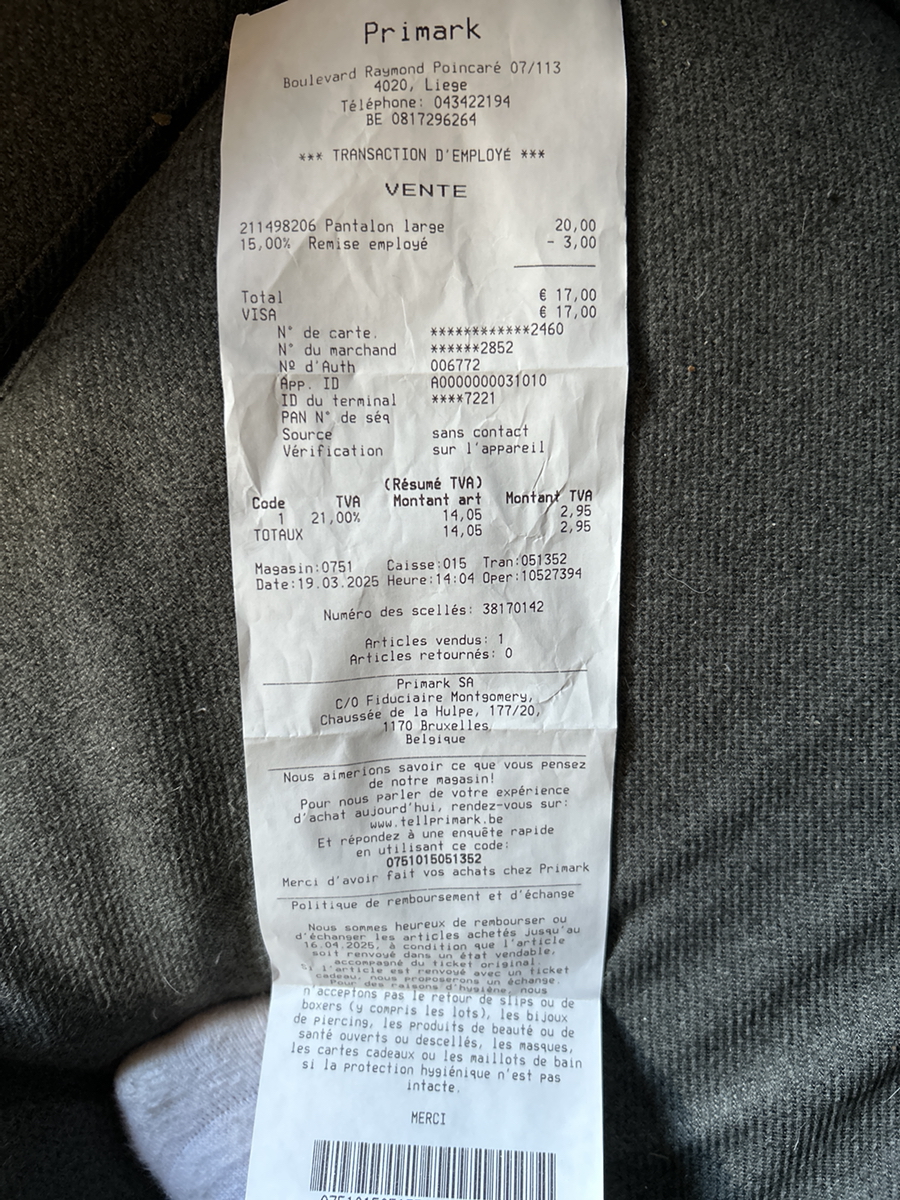 Primark
Boulevard Raymond Poincaré 07/113
4020, Liege
Téléphone: 043422194
BE 0817296264
*** TRANSACTION D'EMPLOYÉ ***
VENTE
211498206 Pantalon large 20,00
15,00% Remise employé - 3,00
Total € 17,00
VISA € 17,00
N° de carte. ************2460
N° du marchand ******2852
Nº d'Auth 006772
App. ID A0000000031010
ID du terminal ****7221
PAN N° de séq
Source sans contact
Vérification sur l'appareil
(Résumé TVA)
Code TVA Montant art Montant TVA
1 21,00% 14,05 2,95
TOTAUX 14,05 2,95
Magasin:0751 Caisse:015 Tran:051352
Date:19.03.2025 Heure:14:04 Oper:10527394
Numéro des scellés: 38170142
Articles vendus: 1
Articles retournés: 0
Primark SA
C/O Fiduciaire Montgomery,
Chaussée de la Hulpe, 177/20,
1170 Bruxelles,
Belgique
Nous aimerions savoir ce que vous pensez
de notre magasin!
Pour nous parler de votre expérience
d'achat aujourd'hui, rendez-vous sur:
www.tellprimark.be
Et répondez à une enquête rapide
en utilisant ce code:
0751015051352
Merci d'avoir fait vos achats chez Primark
Politique de remboursement et d'échange
Nous sommes heureux de rembourser ou
d'échanger les articles achetés jusqu'au
16.04.2025, à condition que l'article
soit renvoyé dans un état vendable,
accompagné du ticket original.
Si l'article est renvoyé avec un ticket
cadeau, nous proposerons un échange.
Pour des raisons d'hygiène, nous
n'acceptons pas le retour de slips ou de
boxers (y compris les lots), les bijoux
de piercing, les produits de beauté ou de
santé ouverts ou descellés, les masques,
les cartes cadeaux ou les maillots de bain
si la protection hygiénique n'est pas
intacte.
MERCI